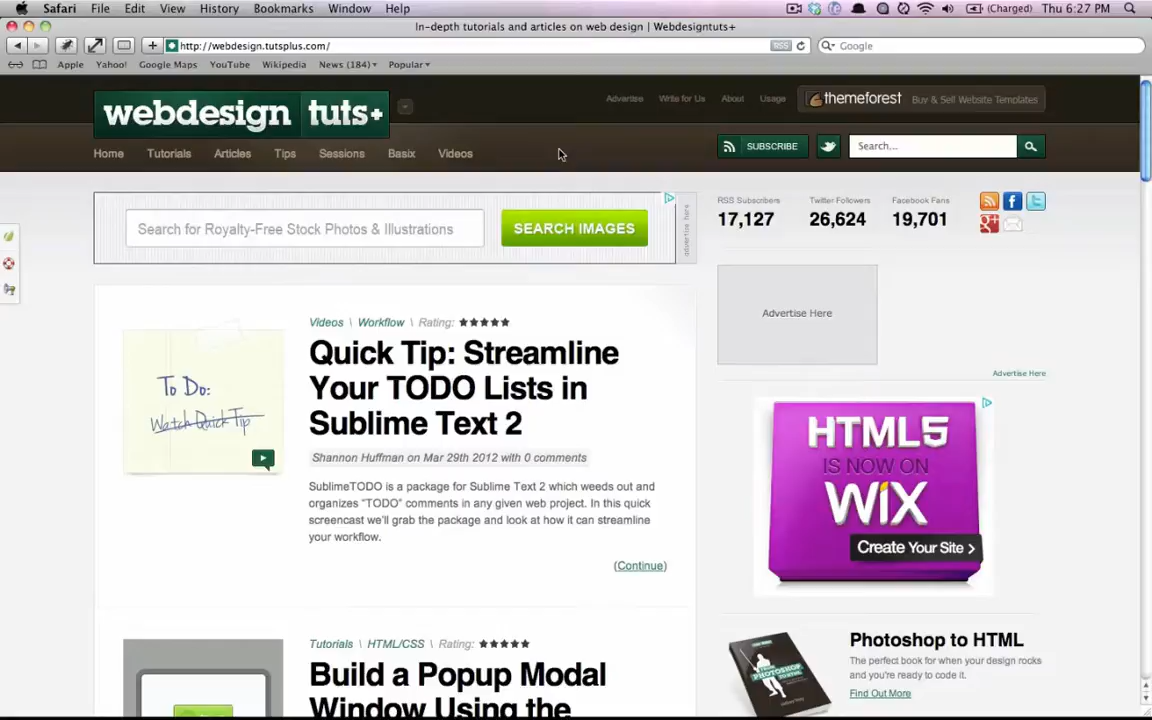 Safari File Edit View History Bookmarks Window Help (Charged) Thu 6:27 PM
In-depth tutorials and articles on web design | Webdesigntuts+
http://webdesign.tutsplus.com/ RSS Google
Apple Yahoo! Google Maps YouTube Wikipedia News (184) Popular
Advertise Write for Us About Usage themeforest Buy & Sell Website Templates
webdesign tuts+
Home Tutorials Articles Tips Sessions Basix Videos SUBSCRIBE Search...
Search for Royalty-Free Stock Photos & Illustrations SEARCH IMAGES
advertise here
RSS Subscribers Twitter Followers Facebook Fans
17,127 26,624 19,701
Advertise Here
Advertise Here
Videos \ Workflow \ Rating: ★★★★★
Quick Tip: Streamline
Your TODO Lists in
Sublime Text 2
To Do:
Watch Quick Tip
Shannon Huffman on Mar 29th 2012 with 0 comments
SublimeTODO is a package for Sublime Text 2 which weeds out and
organizes "TODO" comments in any given web project. In this quick
screencast we'll grab the package and look at how it can streamline
your workflow.
(Continue)
HTML5
IS NOW ON
WIX
Create Your Site >
Tutorials \ HTML/CSS \ Rating: ★★★★★
Build a Popup Modal
Window Using the
Photoshop to HTML
The perfect book for when your design rocks
and you're ready to code it.
Find Out More